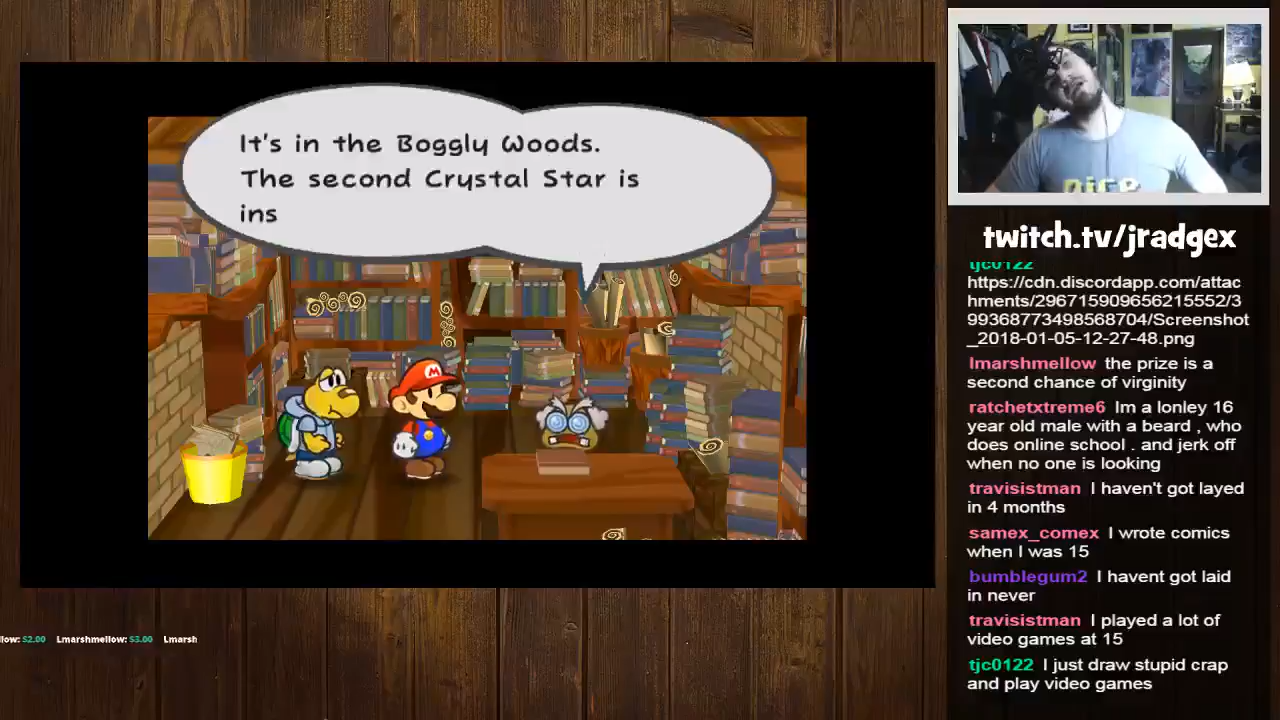 It's in the Boggly Woods.
The second Crystal Star is
ins
M
nice
twitch.tv/jradgex
tjc0122
https://cdn.discordapp.com/attac
hments/296715909656215552/3
99368773498568704/Screenshot
_2018-01-05-12-27-48.png
lmarshmellow the prize is a
second chance of virginity
ratchetxtreme6 Im a lonley 16
year old male with a beard , who
does online school . and jerk off
when no one is looking
travisistman I haven't got layed
in 4 months
samex_comex I wrote comics
when I was 15
bumblegum2 I havent got laid
in never
travisistman I played a lot of
video games at 15
tjc0122 I just draw stupid crap
and play video games
llow: $2.00 Lmarshmellow: $3.00 Lmarsh